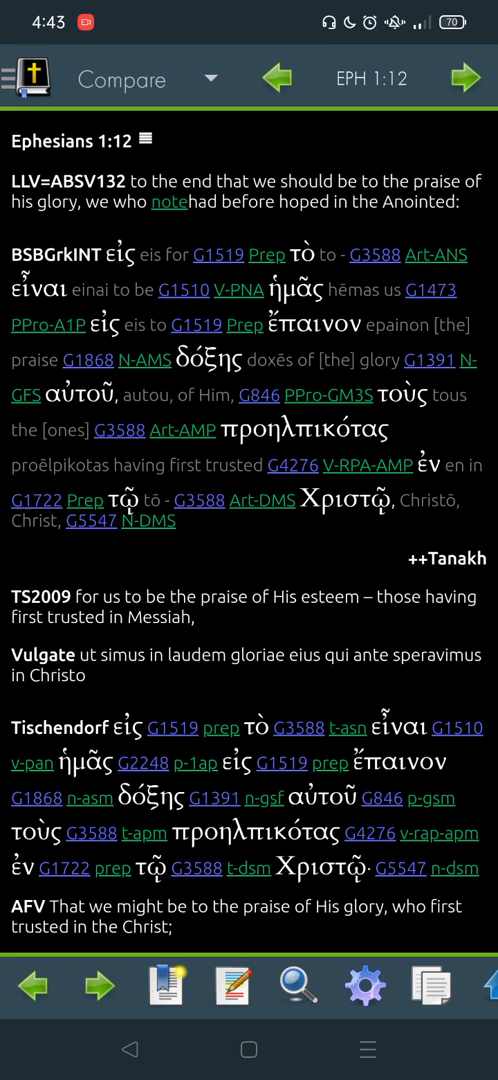 4:43
70
Compare
EPH 1:12
Ephesians 1:12
LLV=ABSV132 to the end that we should be to the praise of
his glory, we who notehad before hoped in the Anointed:
BSBGrkINT εἰς eis for G1519 Prep τὸ to - G3588 Art-ANS
εἶναι einai to be G1510 V-PNA ἡμᾶς hēmas us G1473
PPro-A1P εἰς eis to G1519 Prep ἔπαινον epainon [the]
praise G1868 N-AMS δόξης doxēs of [the] glory G1391 N-
GFS αὐτοῦ, autou, of Him, G846 PPro-GM3S τοὺς tous
the [ones] G3588 Art-AMP προηλπικότας
proēlpikotas having first trusted G4276 V-RPA-AMP ἐν en in
G1722 Prep τῷ tō - G3588 Art-DMS Χριστῷ, Christō,
Christ, G5547 N-DMS
++Tanakh
TS2009 for us to be the praise of His esteem – those having
first trusted in Messiah,
Vulgate ut simus in laudem gloriae eius qui ante speravimus
in Christo
Tischendorf εἰς G1519 prep τὸ G3588 t-asn εἶναι G1510
v-pan ἡμᾶς G2248 p-1ap εἰς G1519 prep ἔπαινον
G1868 n-asm δόξης G1391 n-gsf αὐτοῦ G846 p-gsm
τοὺς G3588 t-apm προηλπικότας G4276 v-rap-apm
ἐν G1722 prep τῷ G3588 t-dsm Χριστῷ· G5547 n-dsm
AFV That we might be to the praise of His glory, who first
trusted in the Christ;